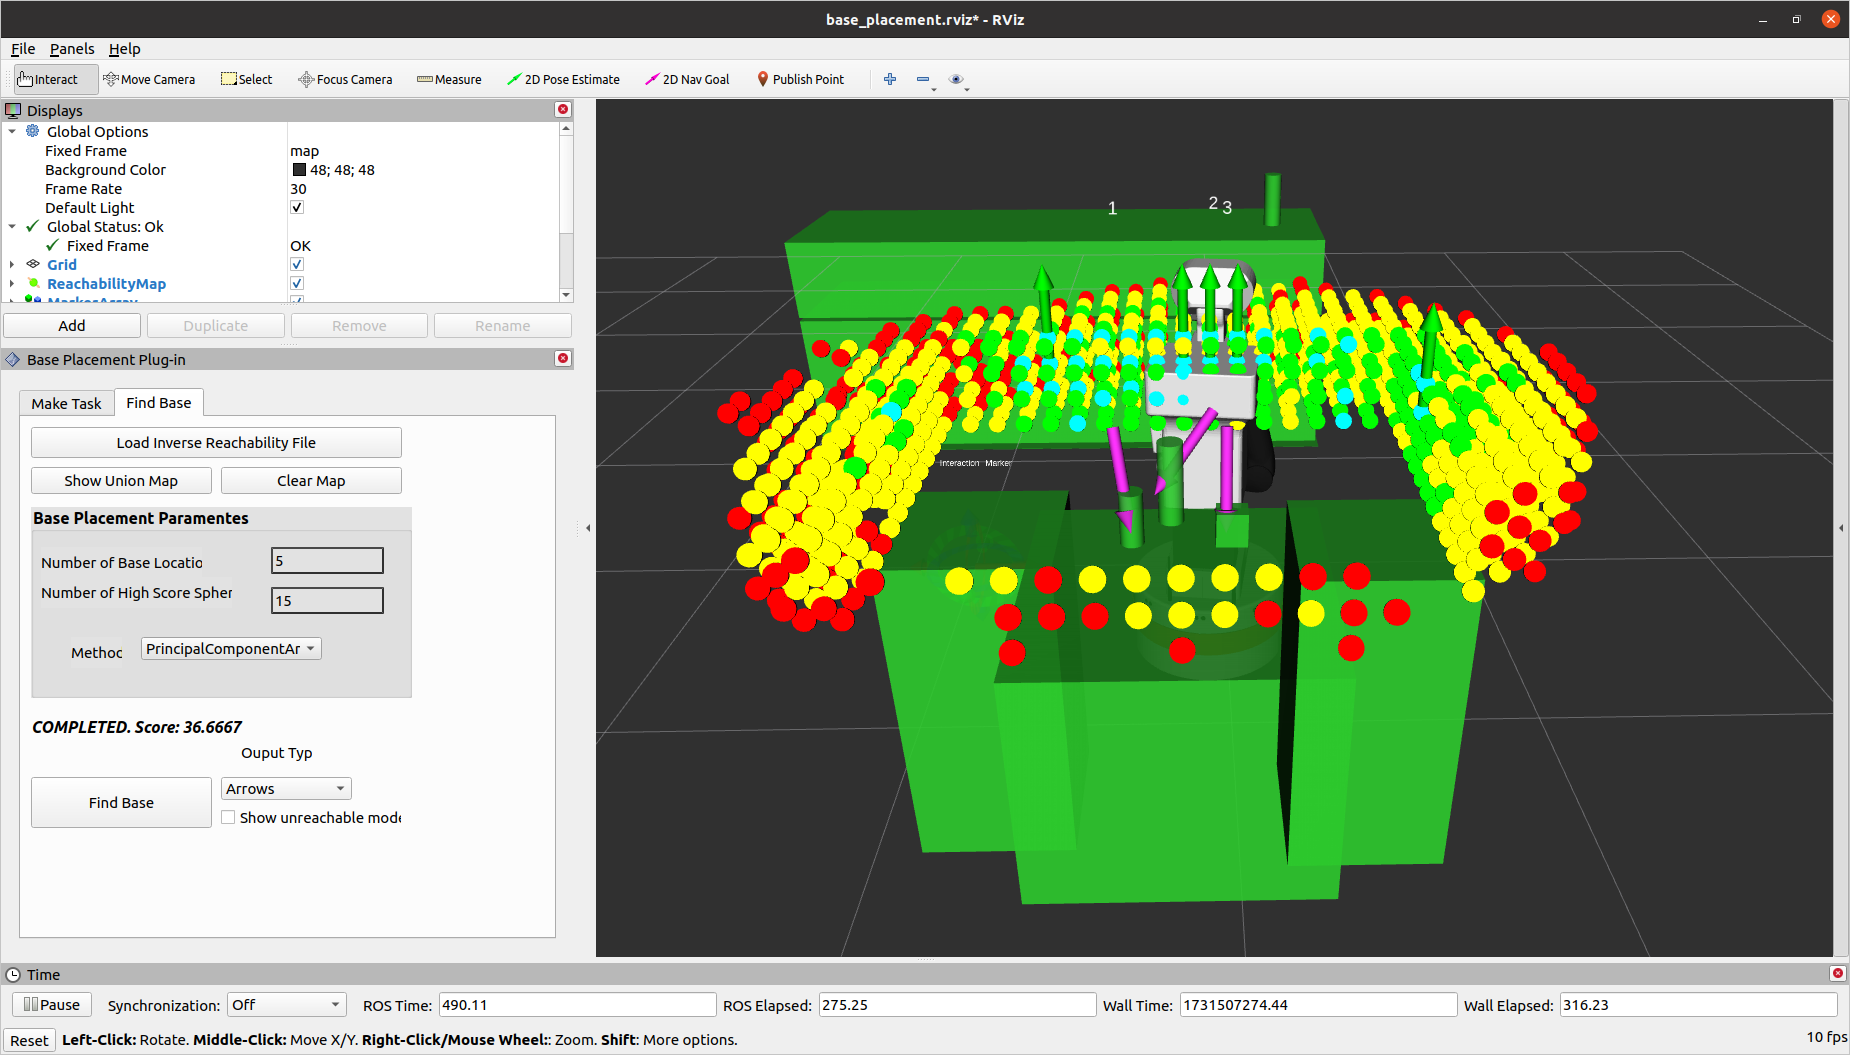 base_placement.rviz* - RViz
File Panels Help
Interact Move Camera Select Focus Camera Measure 2D Pose Estimate 2D Nav Goal Publish Point
Displays
Global Options
Fixed Frame map
Background Color 48; 48; 48
Frame Rate 30
Default Light
Global Status: Ok
Fixed Frame OK
Grid
ReachabilityMap
MarkerArray
Add Duplicate Remove Rename
Base Placement Plug-in
Make Task Find Base
Load Inverse Reachability File
Show Union Map Clear Map
Base Placement Paramentes
Number of Base Locatio 5
Number of High Score Spher 15
Methoc PrincipalComponentAr
COMPLETED. Score: 36.6667
Ouput Typ
Find Base Arrows
Show unreachable mode
1 2 3
Interaction Marker
Time
Pause Synchronization: Off ROS Time: 490.11 ROS Elapsed: 275.25 Wall Time: 1731507274.44 Wall Elapsed: 316.23
Reset Left-Click: Rotate. Middle-Click: Move X/Y. Right-Click/Mouse Wheel:: Zoom. Shift: More options. 10 fps